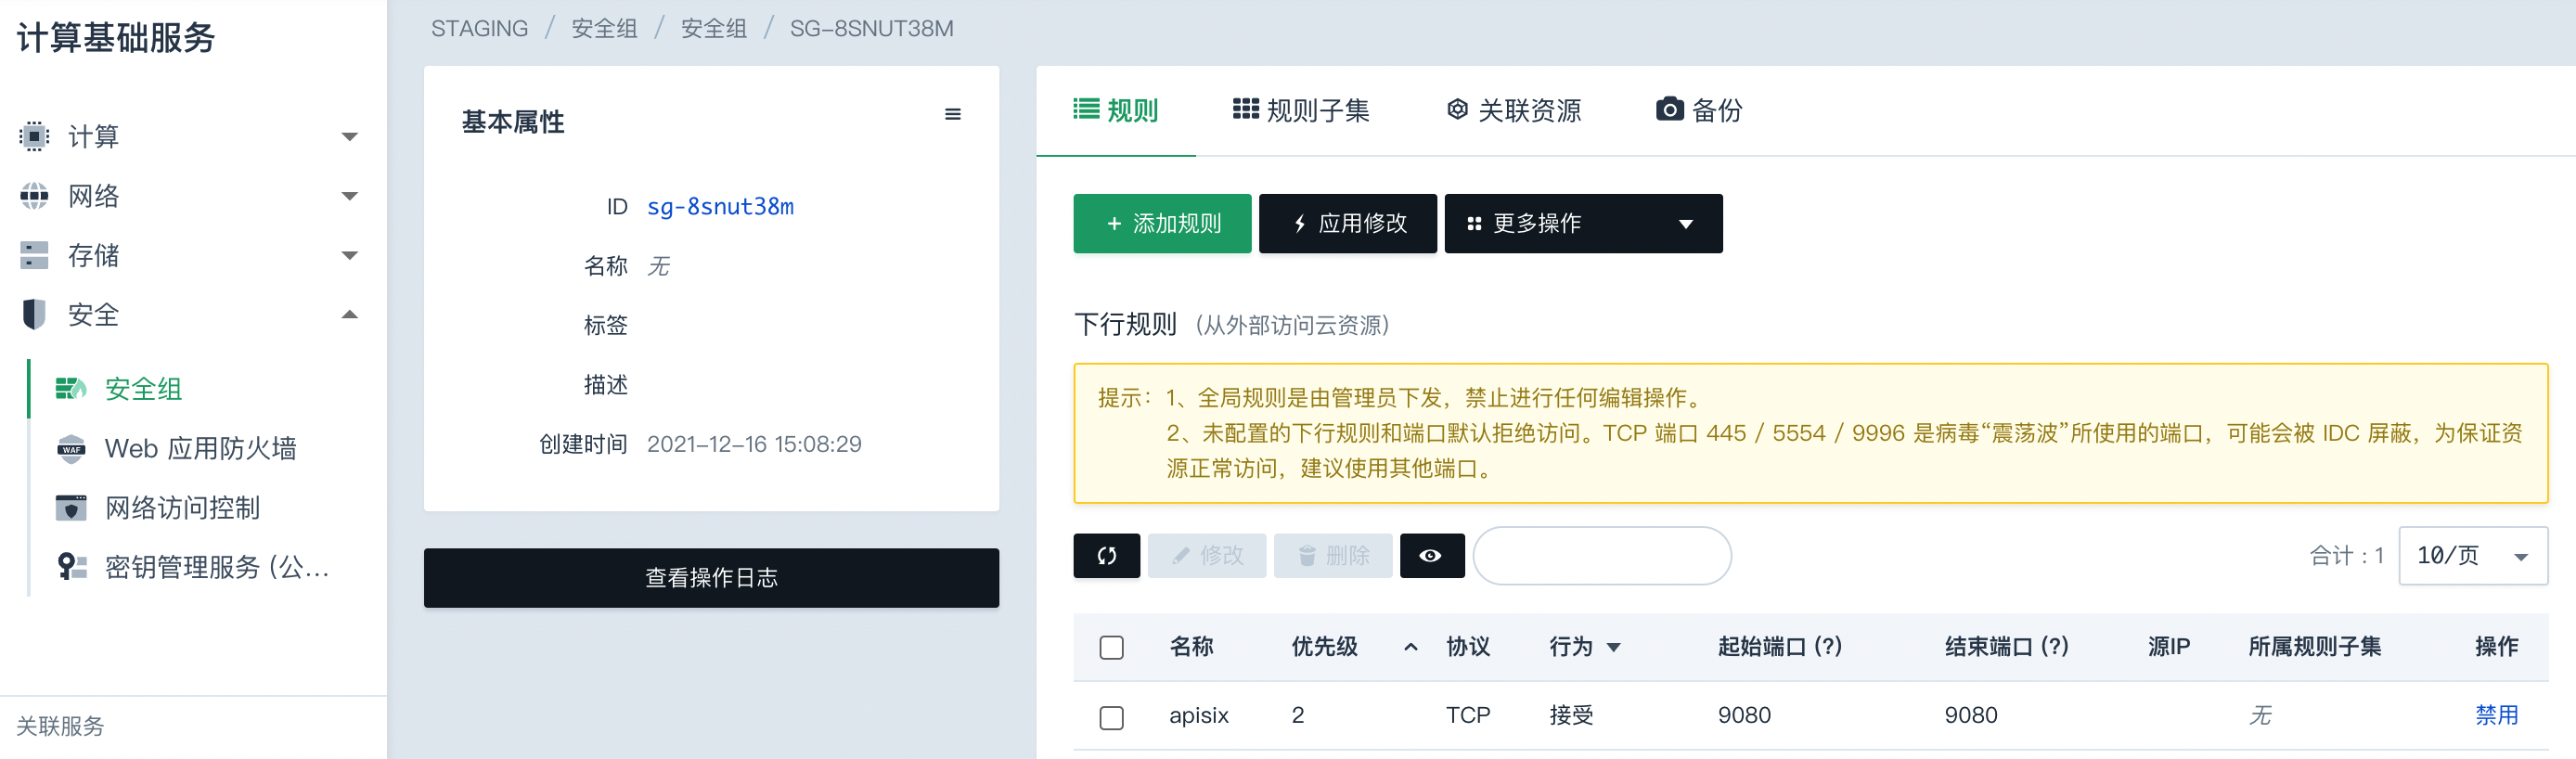 计算基础服务
计算
网络
存储
安全
安全组
WAF
Web 应用防火墙
网络访问控制
密钥管理服务 (公...
关联服务
STAGING / 安全组 / 安全组 / SG-8SNUT38M
基本属性
ID sg-8snut38m
名称 无
标签
描述
创建时间 2021-12-16 15:08:29
查看操作日志
规则 规则子集 关联资源 备份
+ 添加规则 应用修改 更多操作
下行规则 (从外部访问云资源)
提示： 1、全局规则是由管理员下发，禁止进行任何编辑操作。
2、未配置的下行规则和端口默认拒绝访问。TCP 端口 445 / 5554 / 9996 是病毒“震荡波”所使用的端口，可能会被 IDC 屏蔽，为保证资
源正常访问，建议使用其他端口。
修改 删除 合计 : 1 10/页
名称 优先级 协议 行为 起始端口 (?) 结束端口 (?) 源IP 所属规则子集 操作
apisix 2 TCP 接受 9080 9080 无 禁用